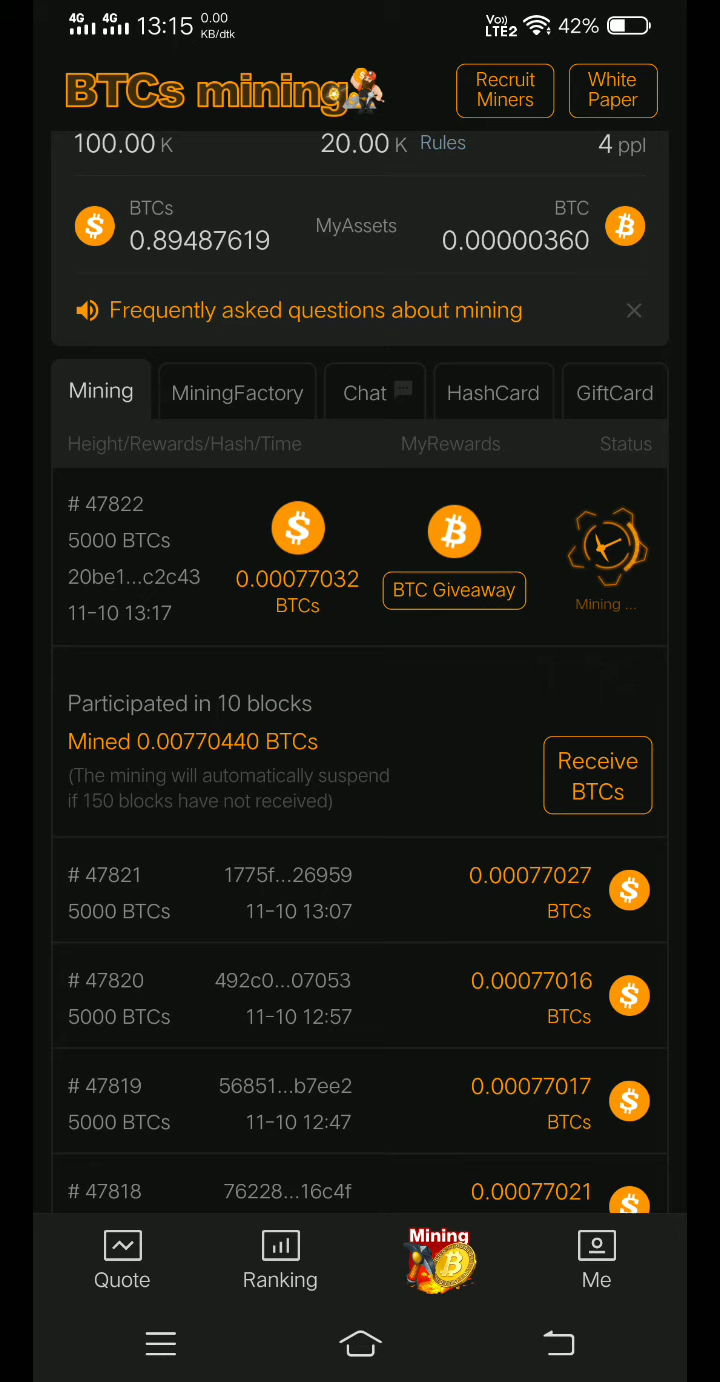 4G 4G 13:15 0.00 KB/dtk Vo)) LTE2 42%
BTCs mining
Recruit Miners
White Paper
100.00 K 20.00 K Rules 4 ppl
BTCs MyAssets BTC
0.89487619 0.00000360
Frequently asked questions about mining
Mining MiningFactory Chat HashCard GiftCard
Height/Rewards/Hash/Time MyRewards Status
# 47822
5000 BTCs
20be1...c2c43
11-10 13:17
0.00077032
BTCs
BTC Giveaway
Mining ...
Participated in 10 blocks
Mined 0.00770440 BTCs
(The mining will automatically suspend
if 150 blocks have not received)
Receive
BTCs
# 47821 1775f...26959 0.00077027
5000 BTCs 11-10 13:07 BTCs
# 47820 492c0...07053 0.00077016
5000 BTCs 11-10 12:57 BTCs
# 47819 56851...b7ee2 0.00077017
5000 BTCs 11-10 12:47 BTCs
# 47818 76228...16c4f 0.00077021
Mining
Quote Ranking Me